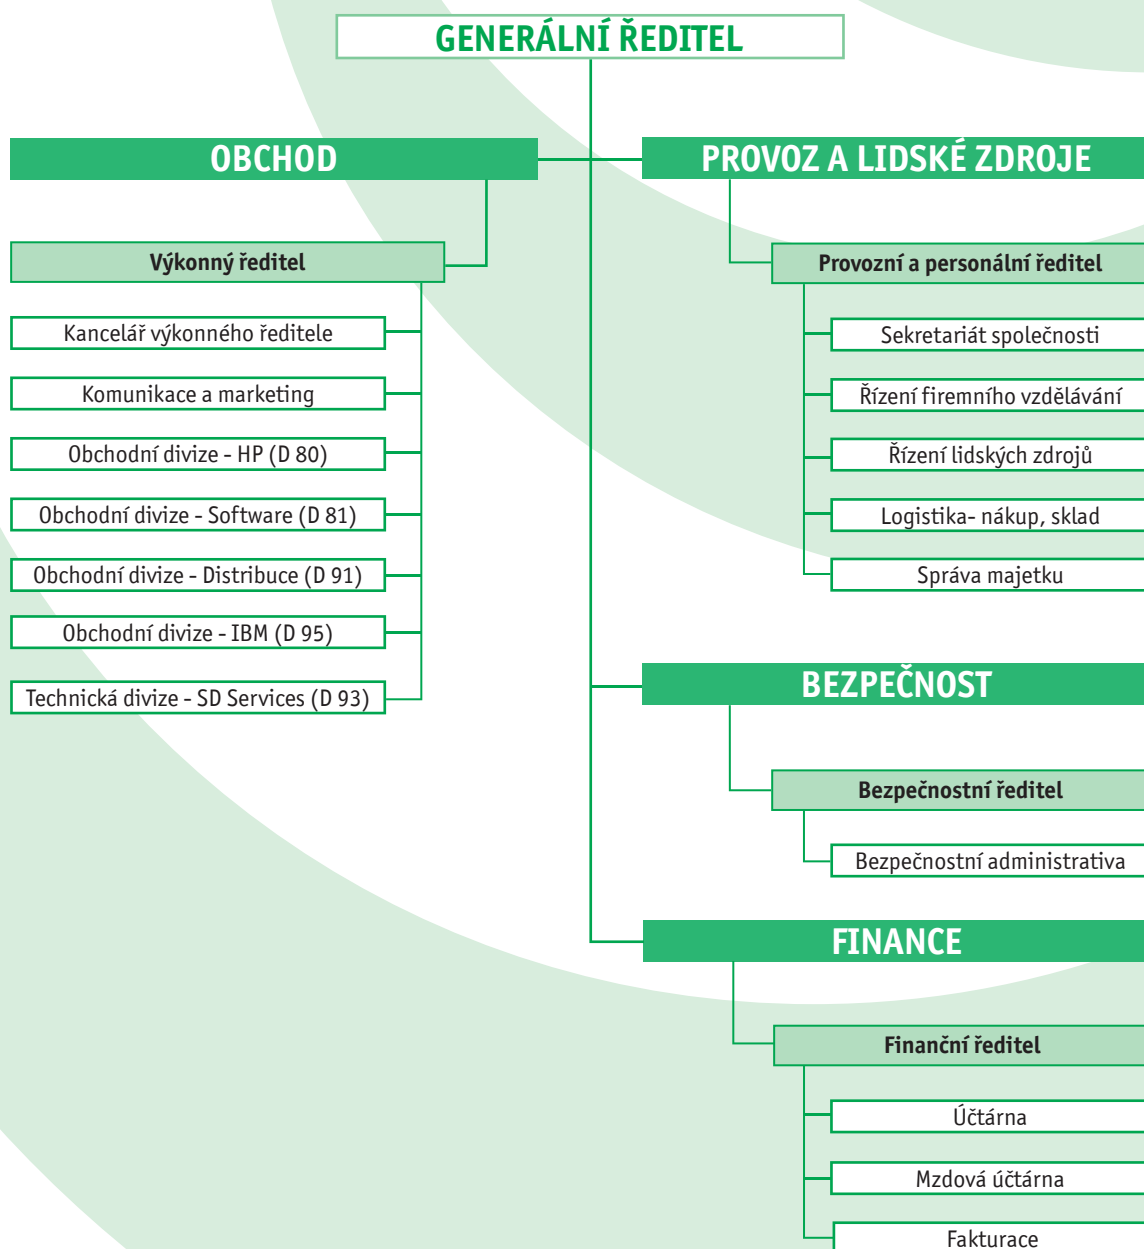 GENERÁLNÍ ŘEDITEL
OBCHOD
Výkonný ředitel
Kancelář výkonného ředitele
Komunikace a marketing
Obchodní divize - HP (D 80)
Obchodní divize - Software (D 81)
Obchodní divize - Distribuce (D 91)
Obchodní divize - IBM (D 95)
Technická divize - SD Services (D 93)
PROVOZ A LIDSKÉ ZDROJE
Provozní a personální ředitel
Sekretariát společnosti
Řízení firemního vzdělávání
Řízení lidských zdrojů
Logistika- nákup, sklad
Správa majetku
BEZPEČNOST
Bezpečnostní ředitel
Bezpečnostní administrativa
FINANCE
Finanční ředitel
Účtárna
Mzdová účtárna
Fakturace